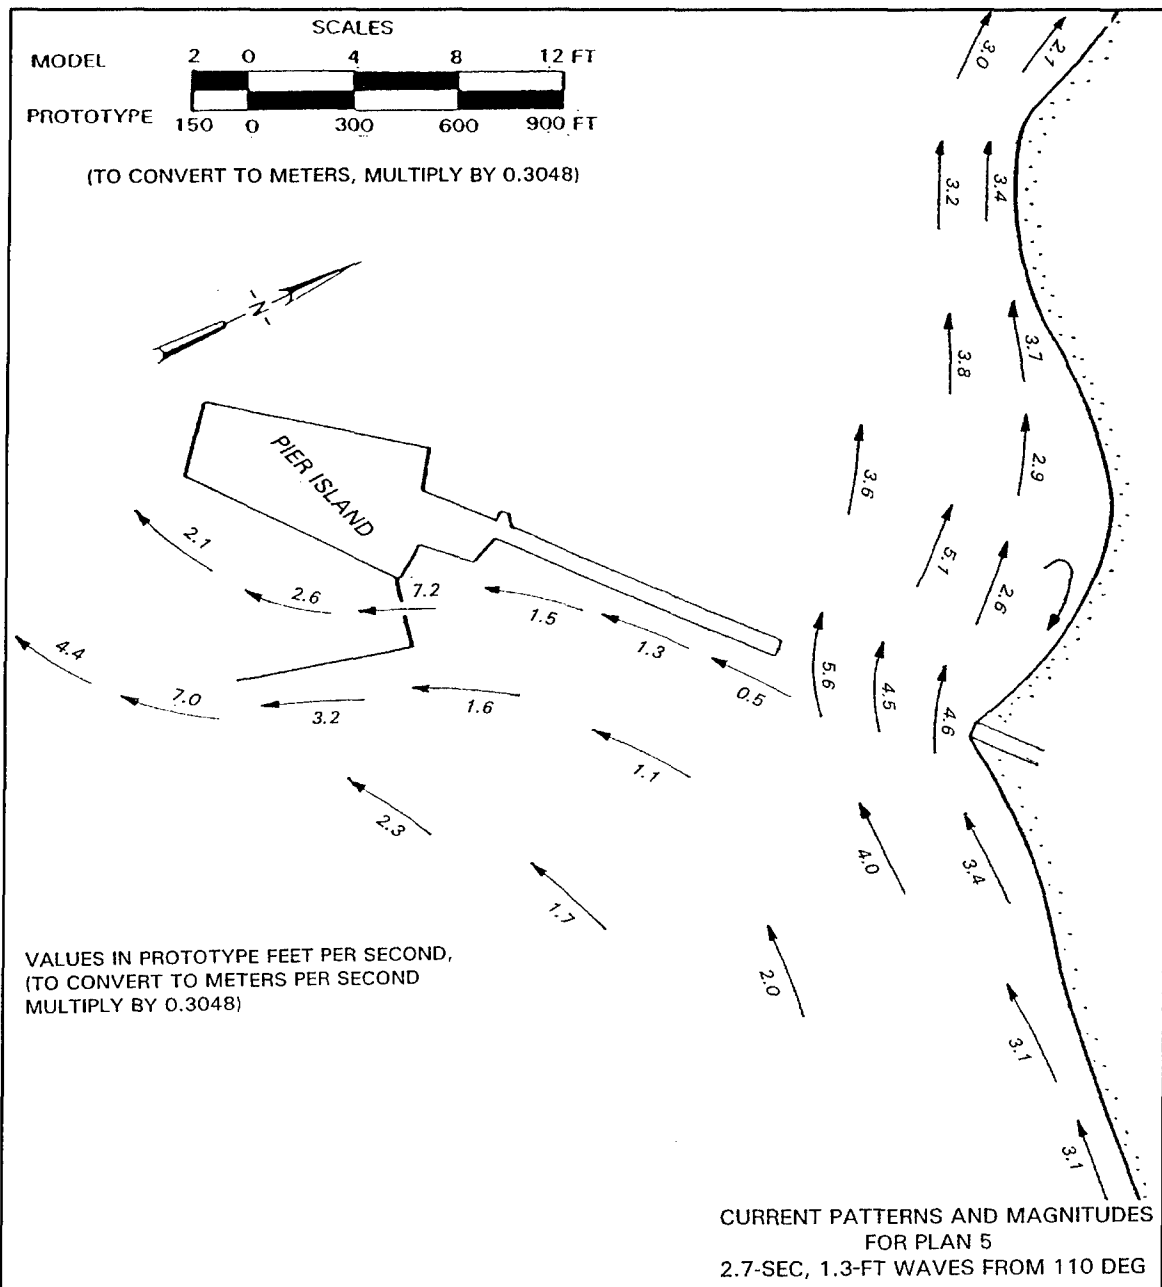 SCALES
MODEL 2 0 4 8 12 FT
PROTOTYPE 150 0 300 600 900 FT
(TO CONVERT TO METERS, MULTIPLY BY 0.3048)
-N-
PIER ISLAND
3.0
2.1
3.2
3.4
3.8
3.7
3.6
2.9
5.1
2.6
2.1
2.6
7.2
1.5
1.3
0.5
5.6
4.5
4.6
4.4
7.0
3.2
1.6
1.1
2.3
1.7
4.0
3.4
2.0
3.1
3.1
VALUES IN PROTOTYPE FEET PER SECOND,
(TO CONVERT TO METERS PER SECOND
MULTIPLY BY 0.3048)
CURRENT PATTERNS AND MAGNITUDES
FOR PLAN 5
2.7-SEC, 1.3-FT WAVES FROM 110 DEG